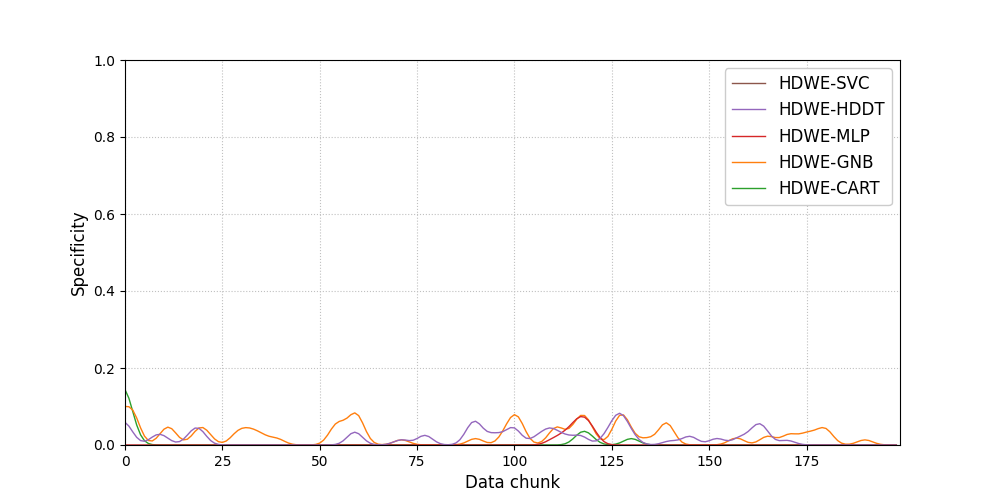 1.0
0.8
0.6
0.4
0.2
0.0
Specificity
HDWE-SVC
HDWE-HDDT
HDWE-MLP
HDWE-GNB
HDWE-CART
0 25 50 75 100 125 150 175
Data chunk